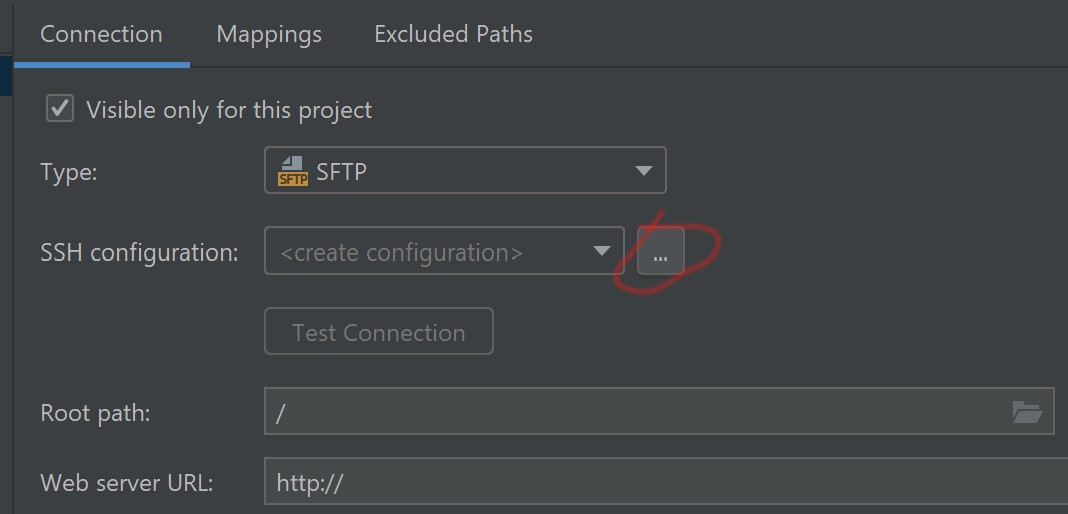 Connection Mappings Excluded Paths
Visible only for this project
Type: SFTP SFTP
SSH configuration: <create configuration> ...
Test Connection
Root path: /
Web server URL: http://